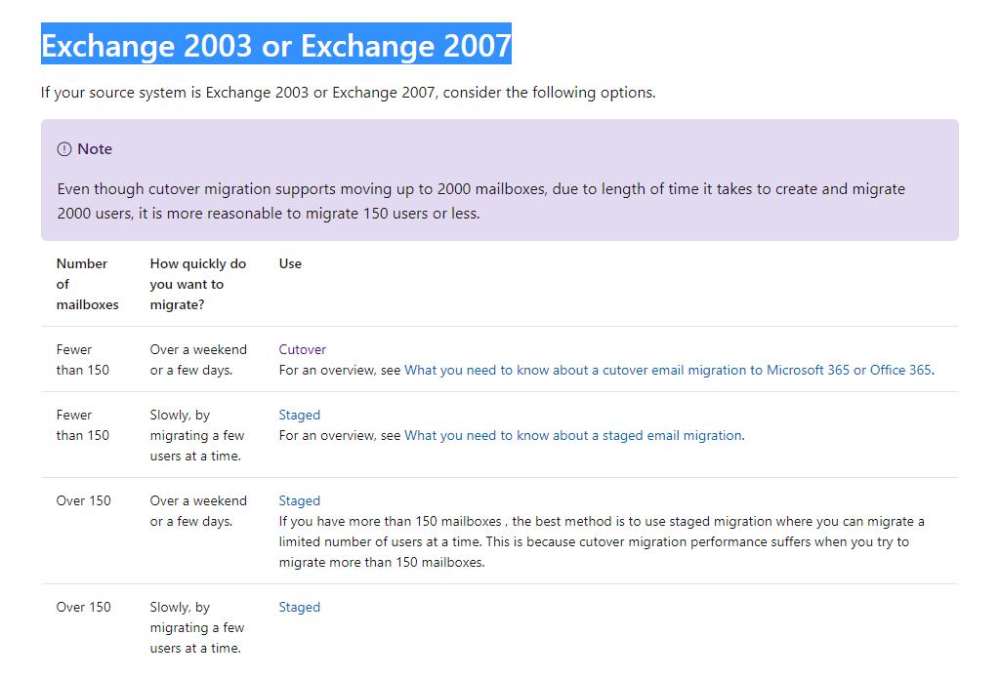 Exchange 2003 or Exchange 2007
If your source system is Exchange 2003 or Exchange 2007, consider the following options.
Note
Even though cutover migration supports moving up to 2000 mailboxes, due to length of time it takes to create and migrate
2000 users, it is more reasonable to migrate 150 users or less.
Number
of
mailboxes
How quickly do
you want to
migrate?
Use
Fewer
than 150
Over a weekend
or a few days.
Cutover
For an overview, see What you need to know about a cutover email migration to Microsoft 365 or Office 365.
Fewer
than 150
Slowly, by
migrating a few
users at a time.
Staged
For an overview, see What you need to know about a staged email migration.
Over 150
Over a weekend
or a few days.
Staged
If you have more than 150 mailboxes , the best method is to use staged migration where you can migrate a
limited number of users at a time. This is because cutover migration performance suffers when you try to
migrate more than 150 mailboxes.
Over 150
Slowly, by
migrating a few
users at a time.
Staged